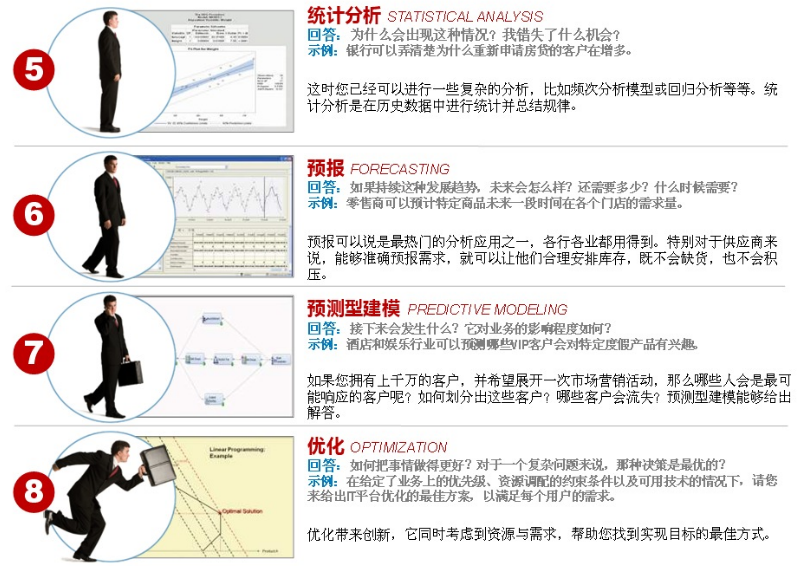 5
统计分析 STATISTICAL ANALYSIS
回答：为什么会出现这种情况？我错失了什么机会？
示例：银行可以弄清楚为什么重新申请房贷的客户在增多。
这时您已经可以进行一些复杂的分析，比如频次分析模型或回归分析等等。统
计分析是在历史数据中进行统计并总结规律。
6
预报 FORECASTING
回答：如果持续这种发展趋势，未来会怎么样？还需要多少？什么时候需要？
示例：零售商可以预计特定商品未来一段时间在各个门店的需求量。
预报可以说是最热门的分析应用之一，各行各业都用得到。特别对于供应商来
说，能够准确预报需求，就可以让他们合理安排库存，既不会缺货，也不会积
压。
7
预测型建模 PREDICTIVE MODELING
回答：接下来会发生什么？它对业务的影响程度如何？
示例：酒店和娱乐行业可以预测哪些VIP客户会对特定度假产品有兴趣。
如果您拥有上千万的客户，并希望展开一次市场营销活动，那么哪些人会是最可
能响应的客户呢？如何划分出这些客户？哪些客户会流失？预测型建模能够给出
解答。
8
Linear Programming:
Example
Optimal Solution
优化 OPTIMIZATION
回答：如何把事情做得更好？对于一个复杂问题来说，那种决策是最优的？
示例：在给定了业务上的优先级、资源调配的约束条件以及可用技术的情况下，请您
来给出IT平台优化的最佳方案，以满足每个用户的需求。
优化带来创新，它同时考虑到资源与需求，帮助您找到实现目标的最佳方式。